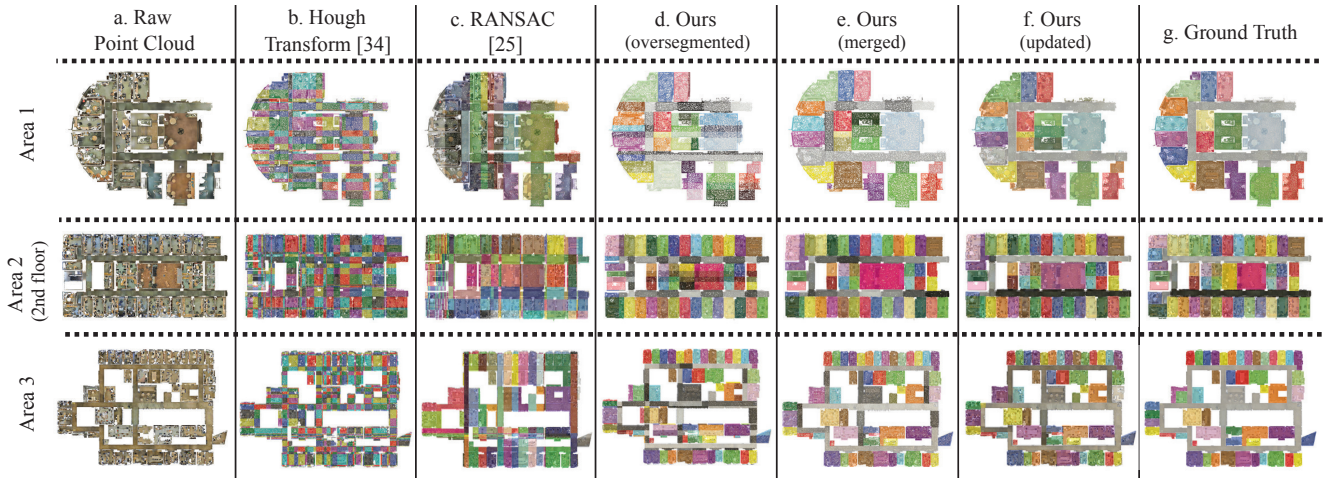 a. Raw
Point Cloud
b. Hough
Transform [34]
c. RANSAC
[25]
d. Ours
(oversegmented)
e. Ours
(merged)
f. Ours
(updated)
g. Ground Truth
Area 1
Area 2
(2nd floor)
Area 3